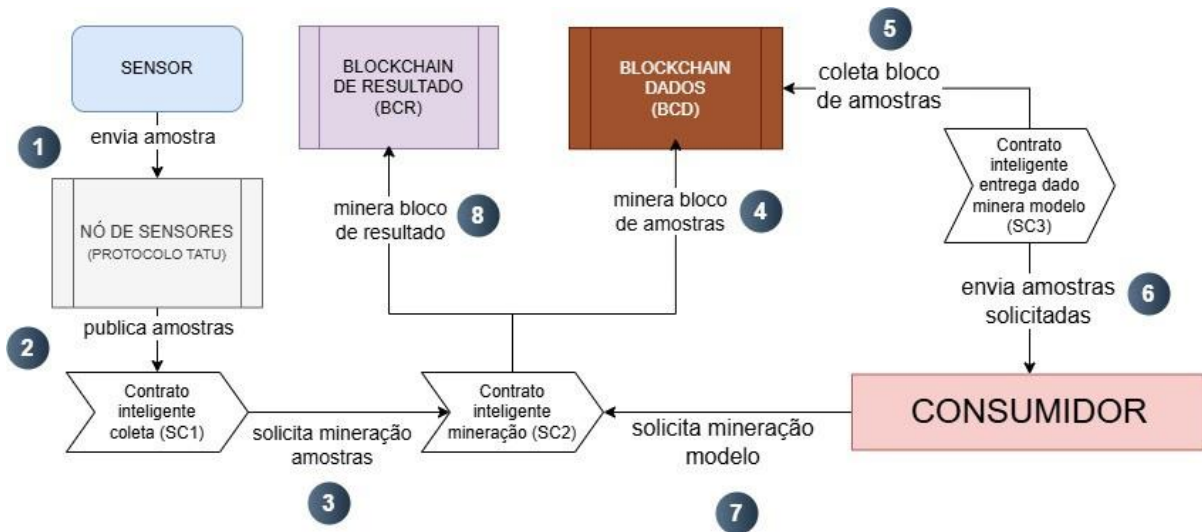 SENSOR
envia amostra
1
NÓ DE SENSORES
(PROTOCOLO TATU)
publica amostras
2
Contrato
inteligente
coleta (SC1)
solicita mineração
amostras
3
BLOCKCHAIN
DE RESULTADO
(BCR)
minera bloco
de resultado
8
BLOCKCHAIN
DADOS
(BCD)
minera bloco
de amostras
4
Contrato
inteligente
mineração (SC2)
5
coleta bloco
de amostras
Contrato
inteligente
entrega dado
minera modelo
(SC3)
envia amostras
solicitadas
6
CONSUMIDOR
solicita mineração
modelo
7